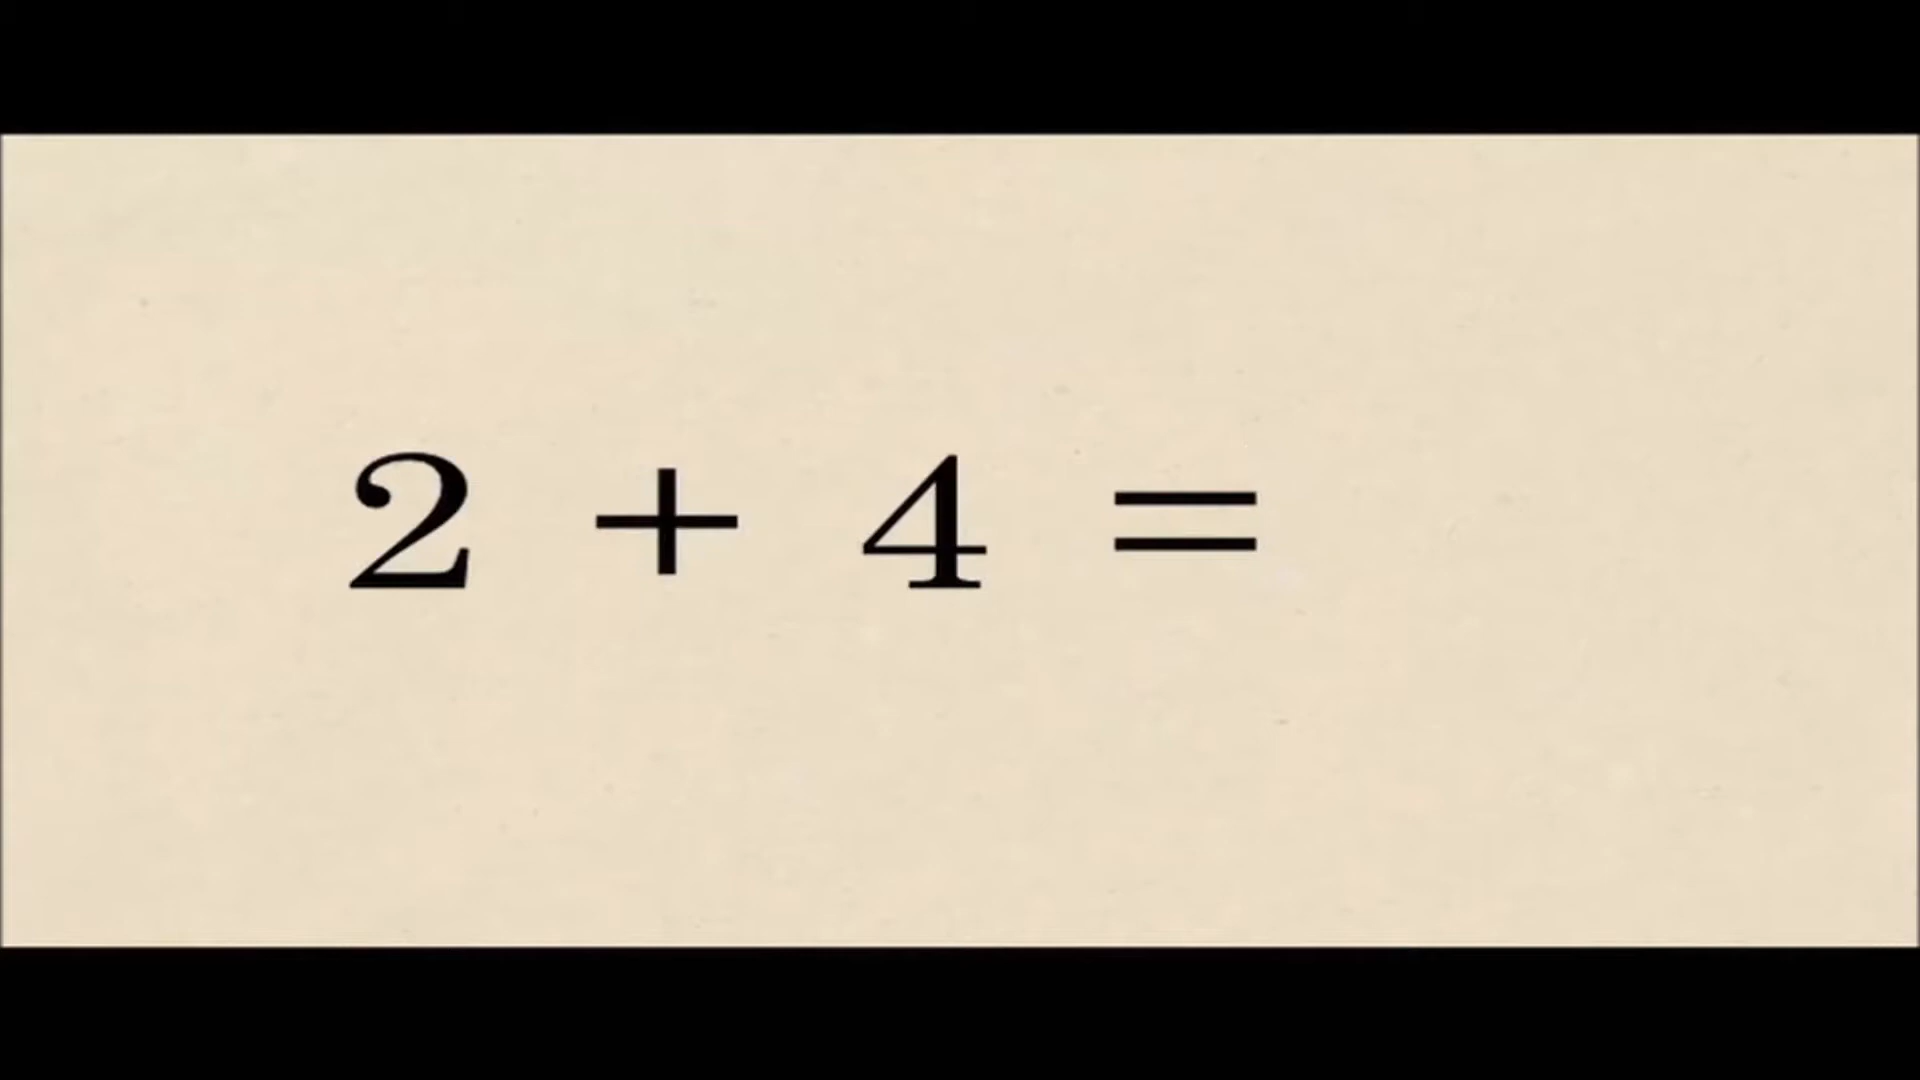 2 + 4 =